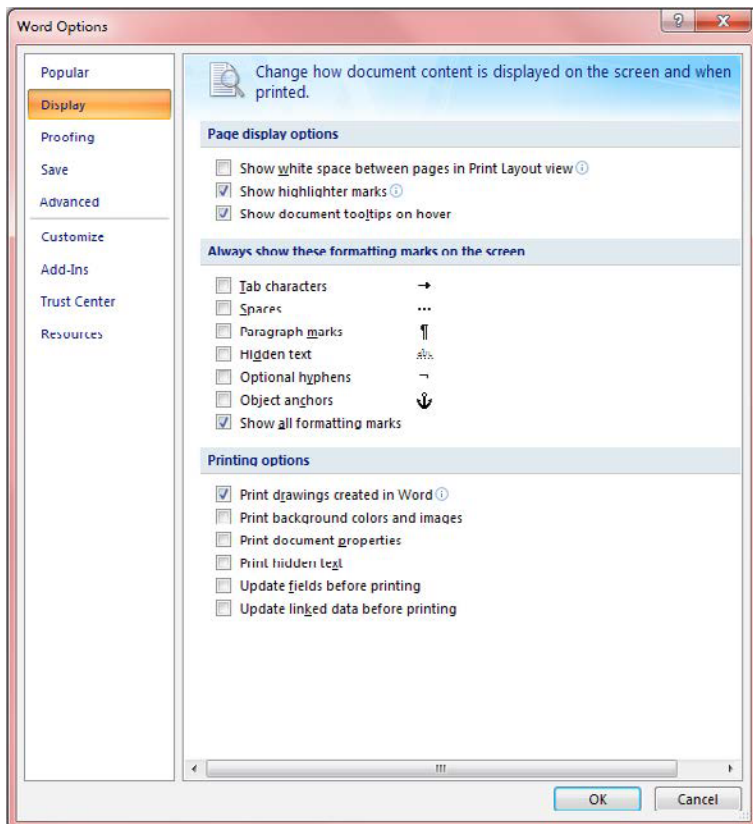 Word Options
Popular
Display
Proofing
Save
Advanced
Customize
Add-Ins
Trust Center
Resources
Change how document content is displayed on the screen and when
printed.
Page display options
Show white space between pages in Print Layout view
Show highlighter marks
Show document tooltips on hover
Always show these formatting marks on the screen
Tab characters →
Spaces ···
Paragraph marks ¶
Hidden text abc
Optional hyphens ¬
Object anchors
Show all formatting marks
Printing options
Print drawings created in Word
Print background colors and images
Print document properties
Print hidden text
Update fields before printing
Update linked data before printing
OK Cancel